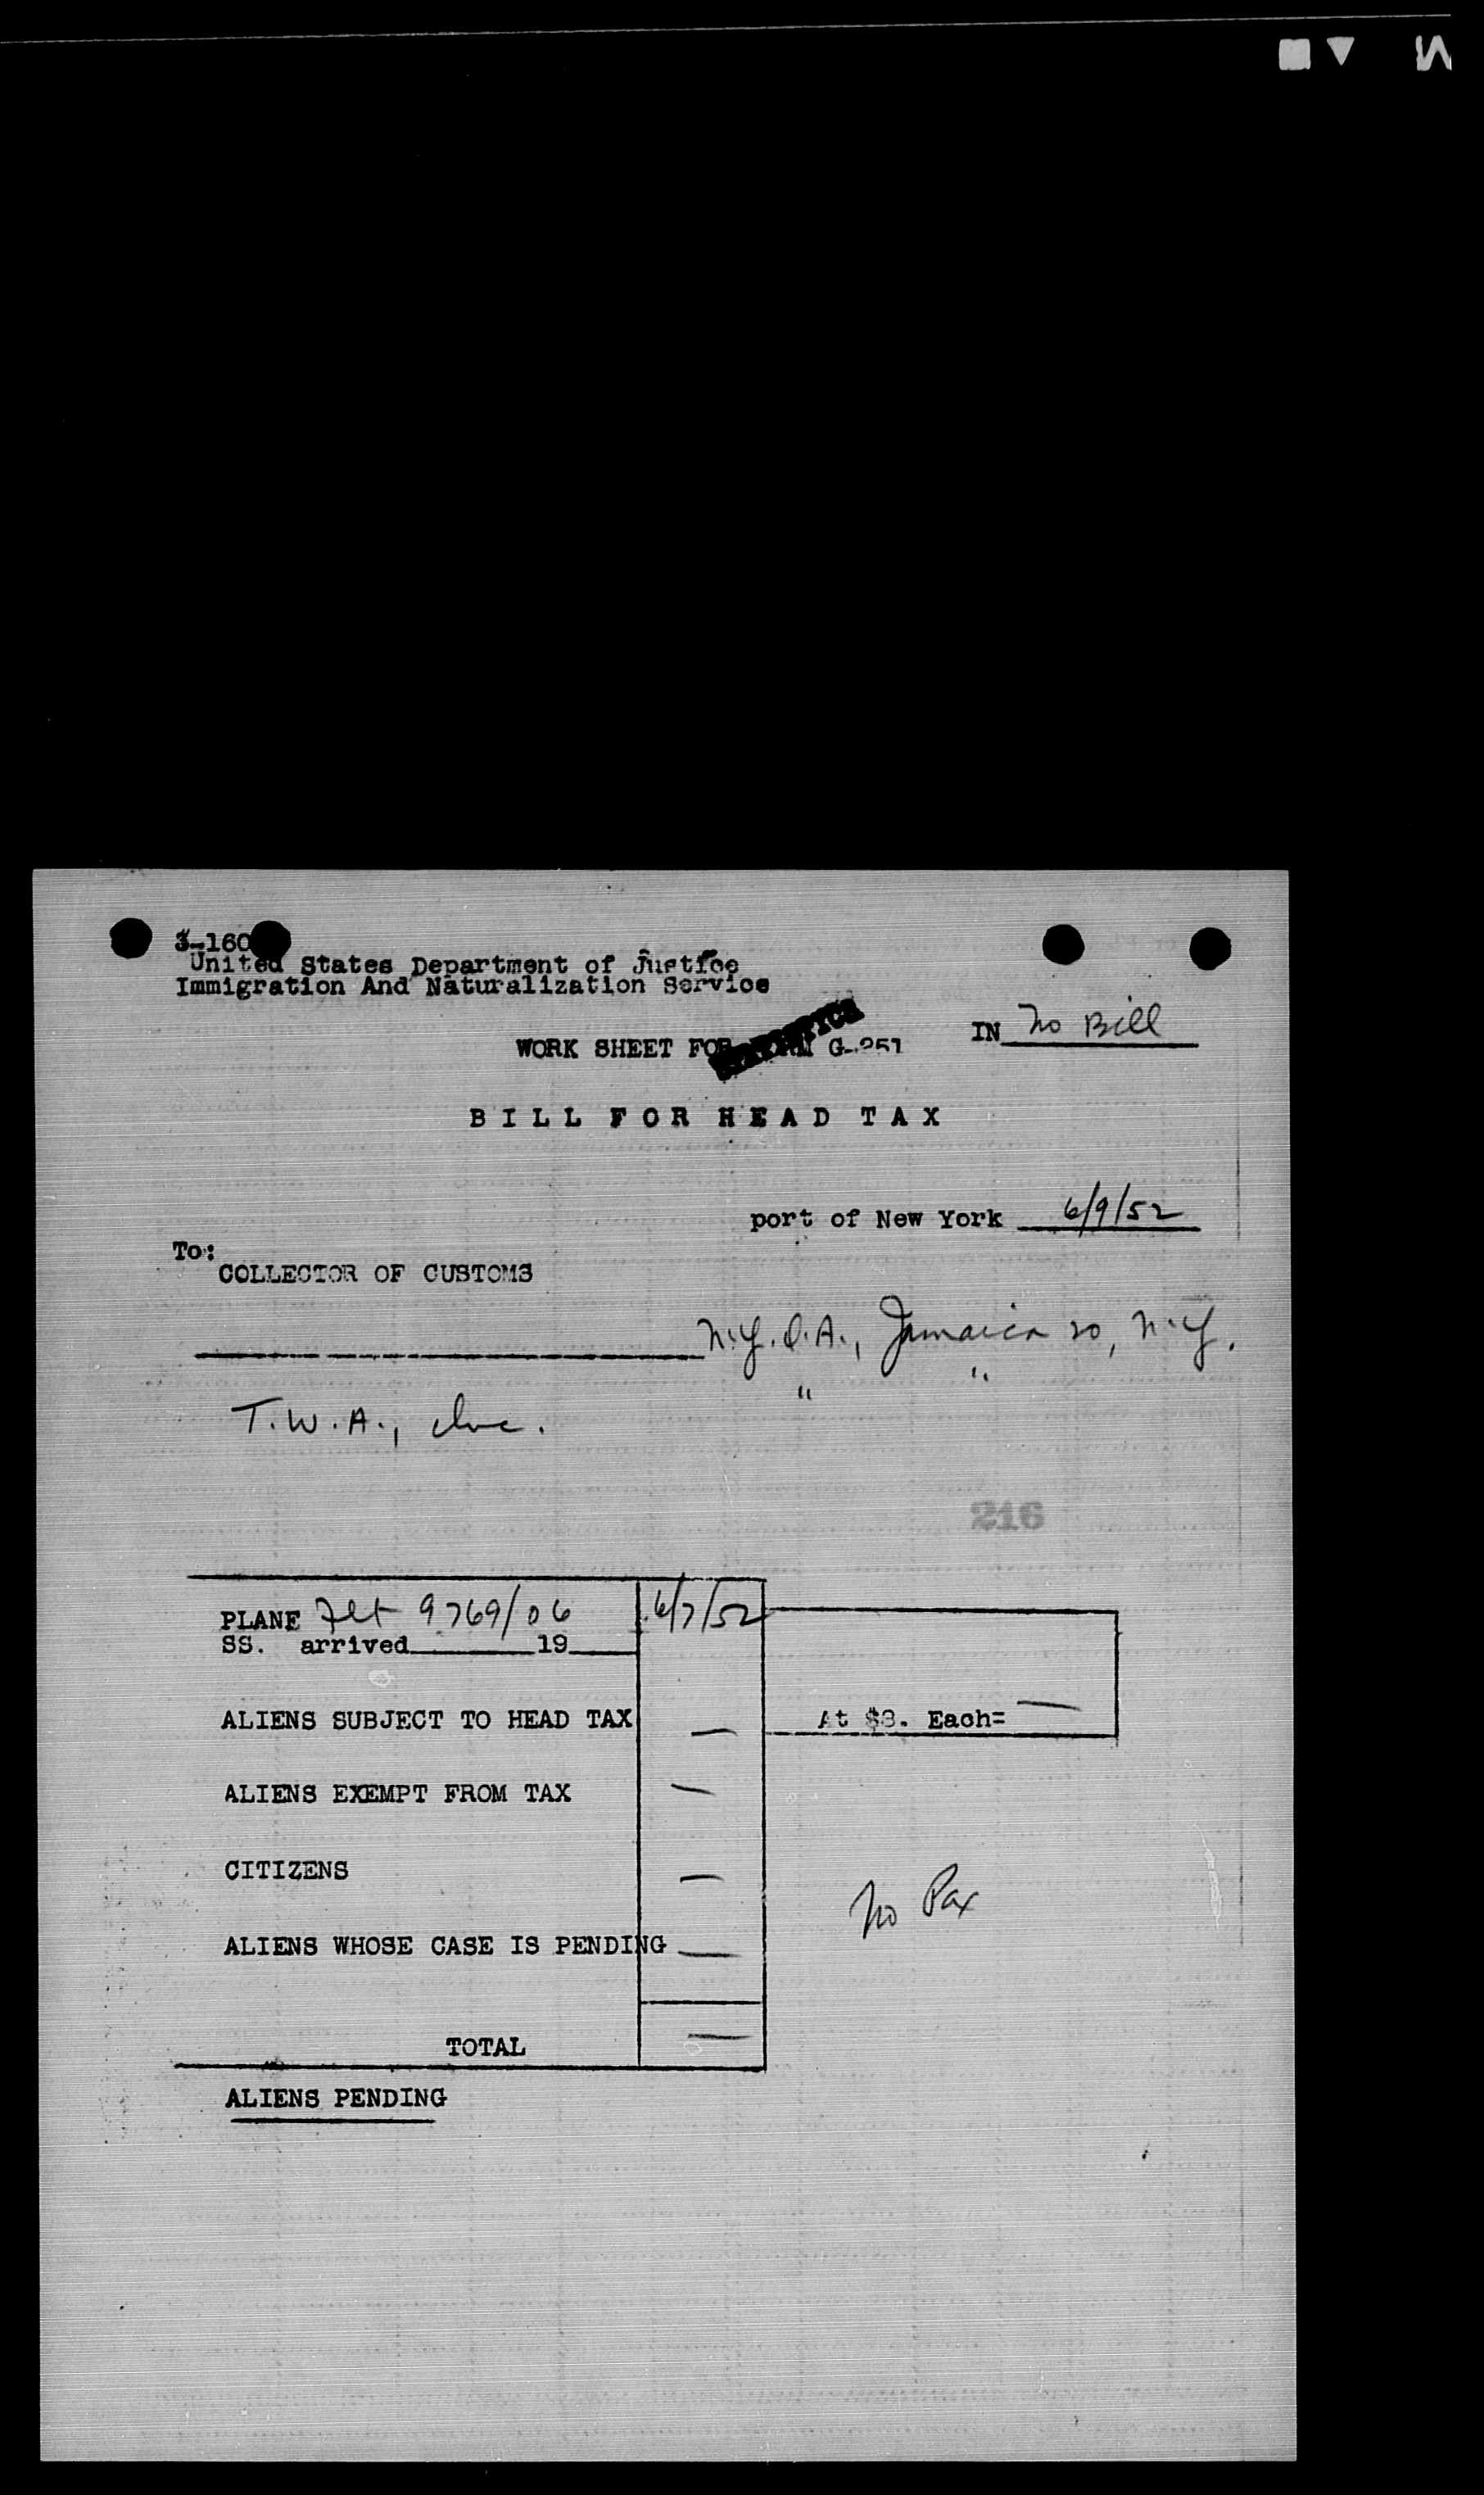 3-160
United States Department of Justice
Immigration And Naturalization Service
WORK SHEET FOR FORM G-251
IN No Bill
BILL FOR HEAD TAX
port of New York 6/9/52
To:
COLLECTOR OF CUSTOMS
N.Y.I.A., Jamaica 20, N.Y.
T.W.A., Inc. " "
216
PLANE Flt 9769/06 6/7/52
SS. arrived 19
ALIENS SUBJECT TO HEAD TAX — At $8. Each= —
ALIENS EXEMPT FROM TAX —
CITIZENS —
No Pax
ALIENS WHOSE CASE IS PENDING —
TOTAL —
ALIENS PENDING